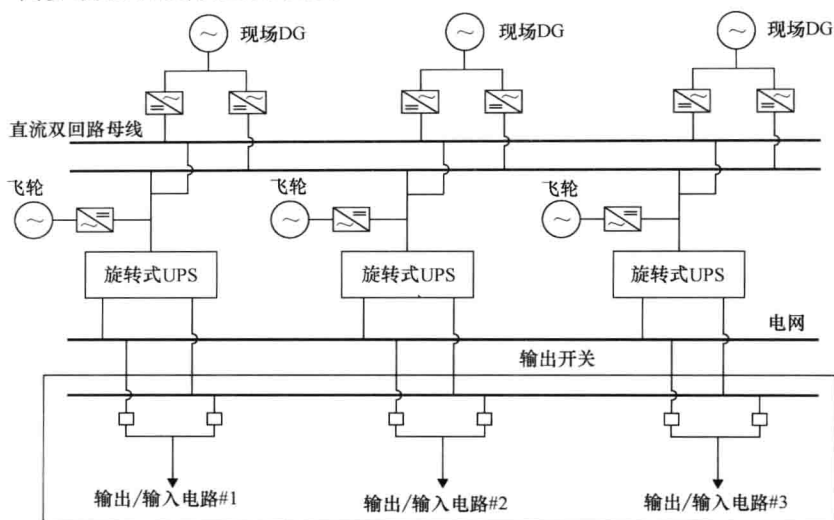 现场DG
现场DG
现场DG
直流双回路母线
飞轮
飞轮
飞轮
旋转式UPS
旋转式UPS
旋转式UPS
电网
输出开关
输出/输入电路#1
输出/输入电路#2
输出/输入电路#3